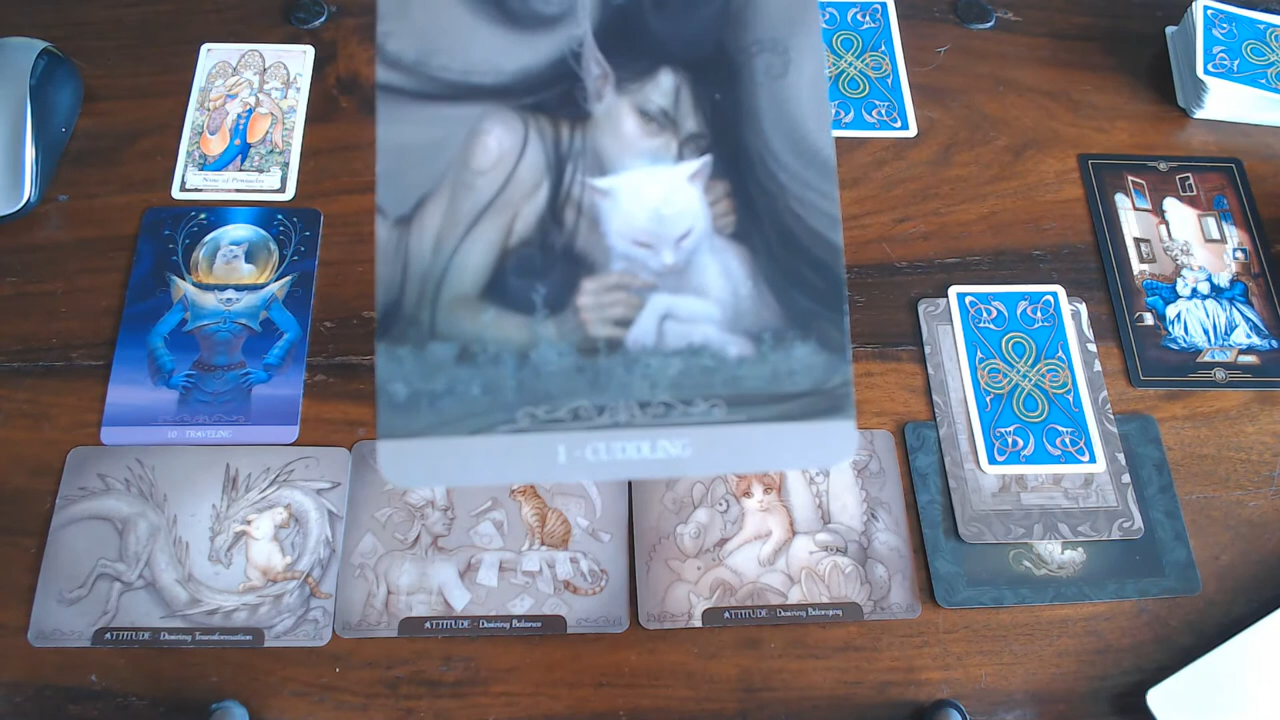 Nine of Pentacles
10 - TRAVELING
1 - CUDDLING
ATTITUDE - Desiring Transformation
ATTITUDE - Desiring Balance
ATTITUDE - Desiring Belonging